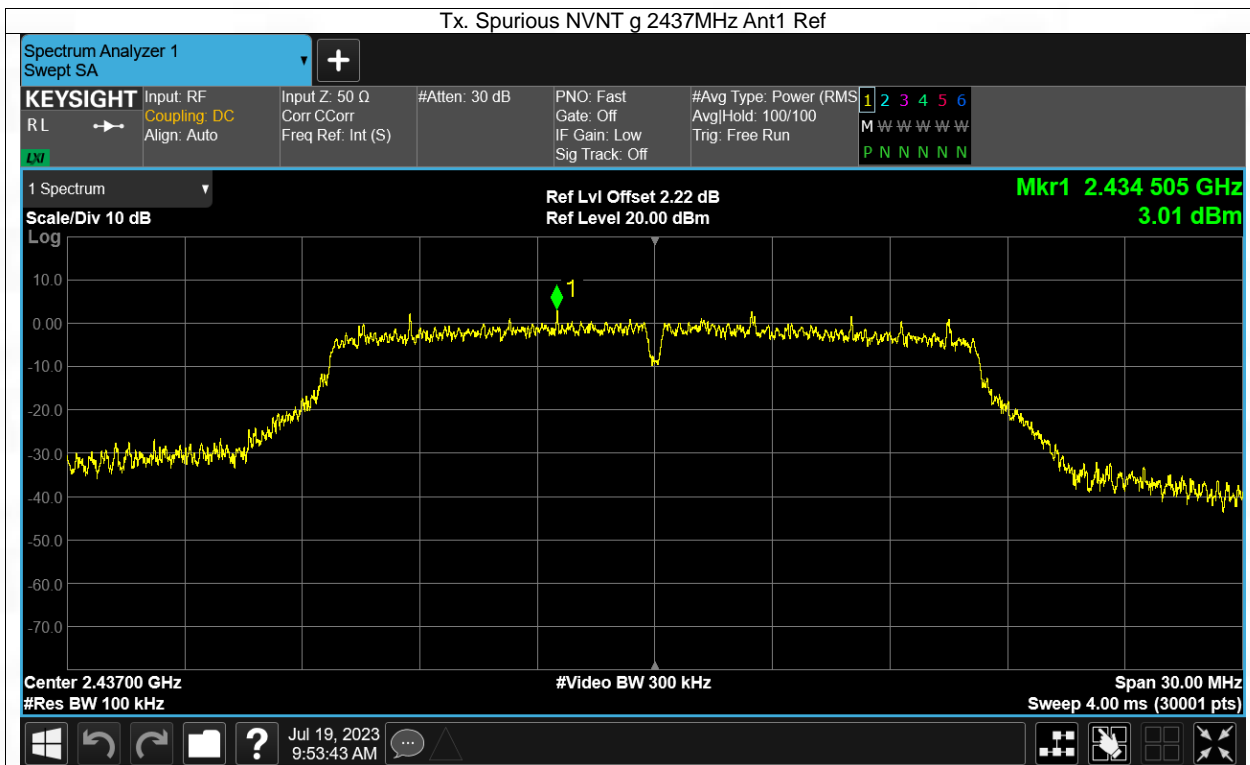 Tx. Spurious NVNT g 2437MHz Ant1 Ref
Spectrum Analyzer 1
Swept SA
KEYSIGHT
RL
LXI
Input: RF
Coupling: DC
Align: Auto
Input Z: 50 Ω
Corr CCorr
Freq Ref: Int (S)
#Atten: 30 dB
PNO: Fast
Gate: Off
IF Gain: Low
Sig Track: Off
#Avg Type: Power (RMS
Avg|Hold: 100/100
Trig: Free Run
1 2 3 4 5 6
M W W W W W
P N N N N N
1 Spectrum
Scale/Div 10 dB
Log
Ref Lvl Offset 2.22 dB
Ref Level 20.00 dBm
Mkr1 2.434 505 GHz
3.01 dBm
1
10.0
0.00
-10.0
-20.0
-30.0
-40.0
-50.0
-60.0
-70.0
Center 2.43700 GHz
#Res BW 100 kHz
#Video BW 300 kHz
Span 30.00 MHz
Sweep 4.00 ms (30001 pts)
?
Jul 19, 2023
9:53:43 AM